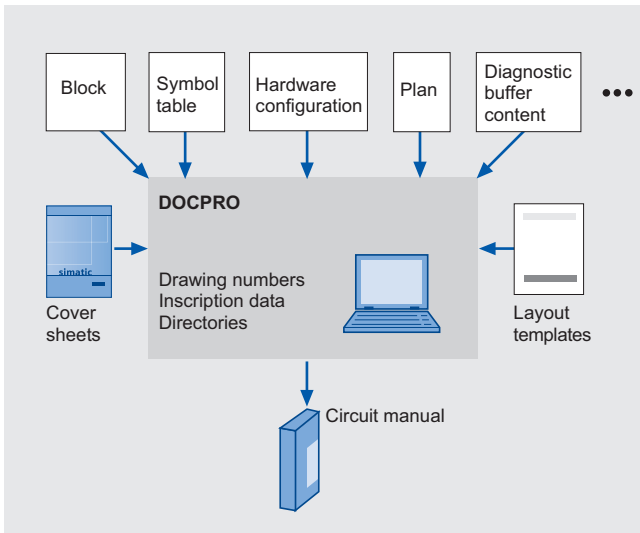 Block
Symbol
table
Hardware
configuration
Plan
Diagnostic
buffer
content
•••
DOCPRO
simatic
Drawing numbers
Inscription data
Directories
Cover
sheets
Layout
templates
Circuit manual